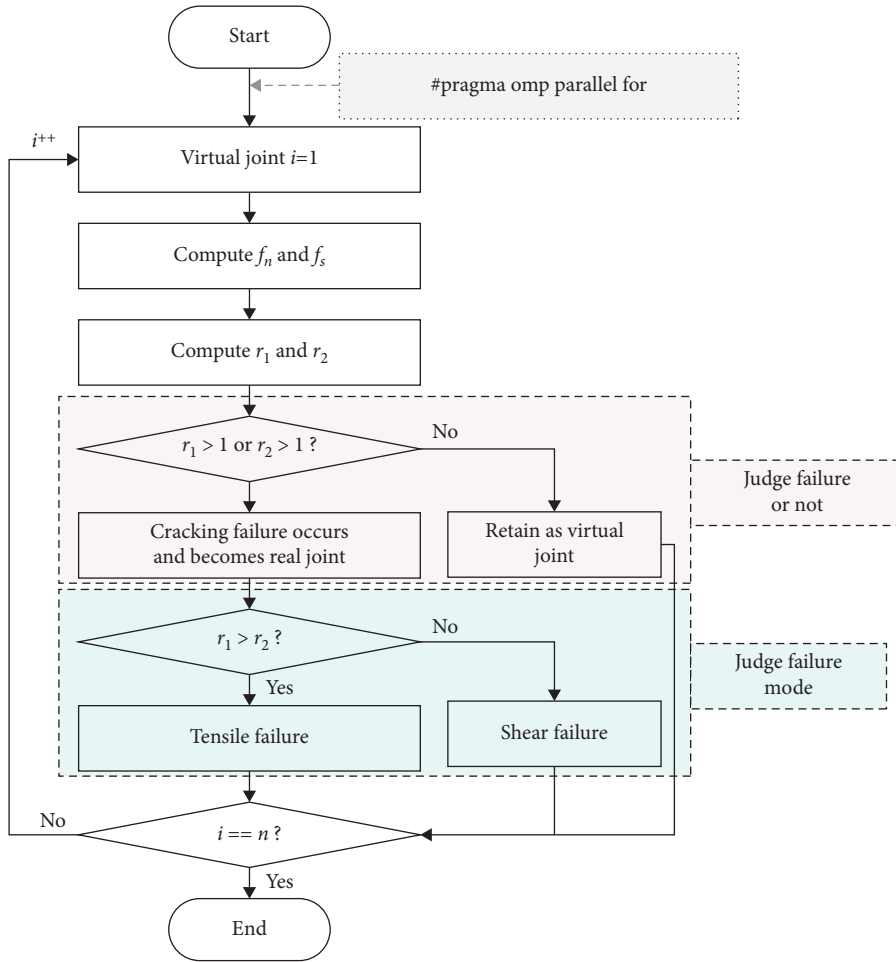 Start
#pragma omp parallel for
i++
Virtual joint i=1
Compute fn and fs
Compute r1 and r2
r1 > 1 or r2 > 1 ?
No
Judge failure
or not
Cracking failure occurs
and becomes real joint
Retain as virtual
joint
r1 > r2 ?
No
Yes
Judge failure
mode
Tensile failure
Shear failure
No
i == n ?
Yes
End